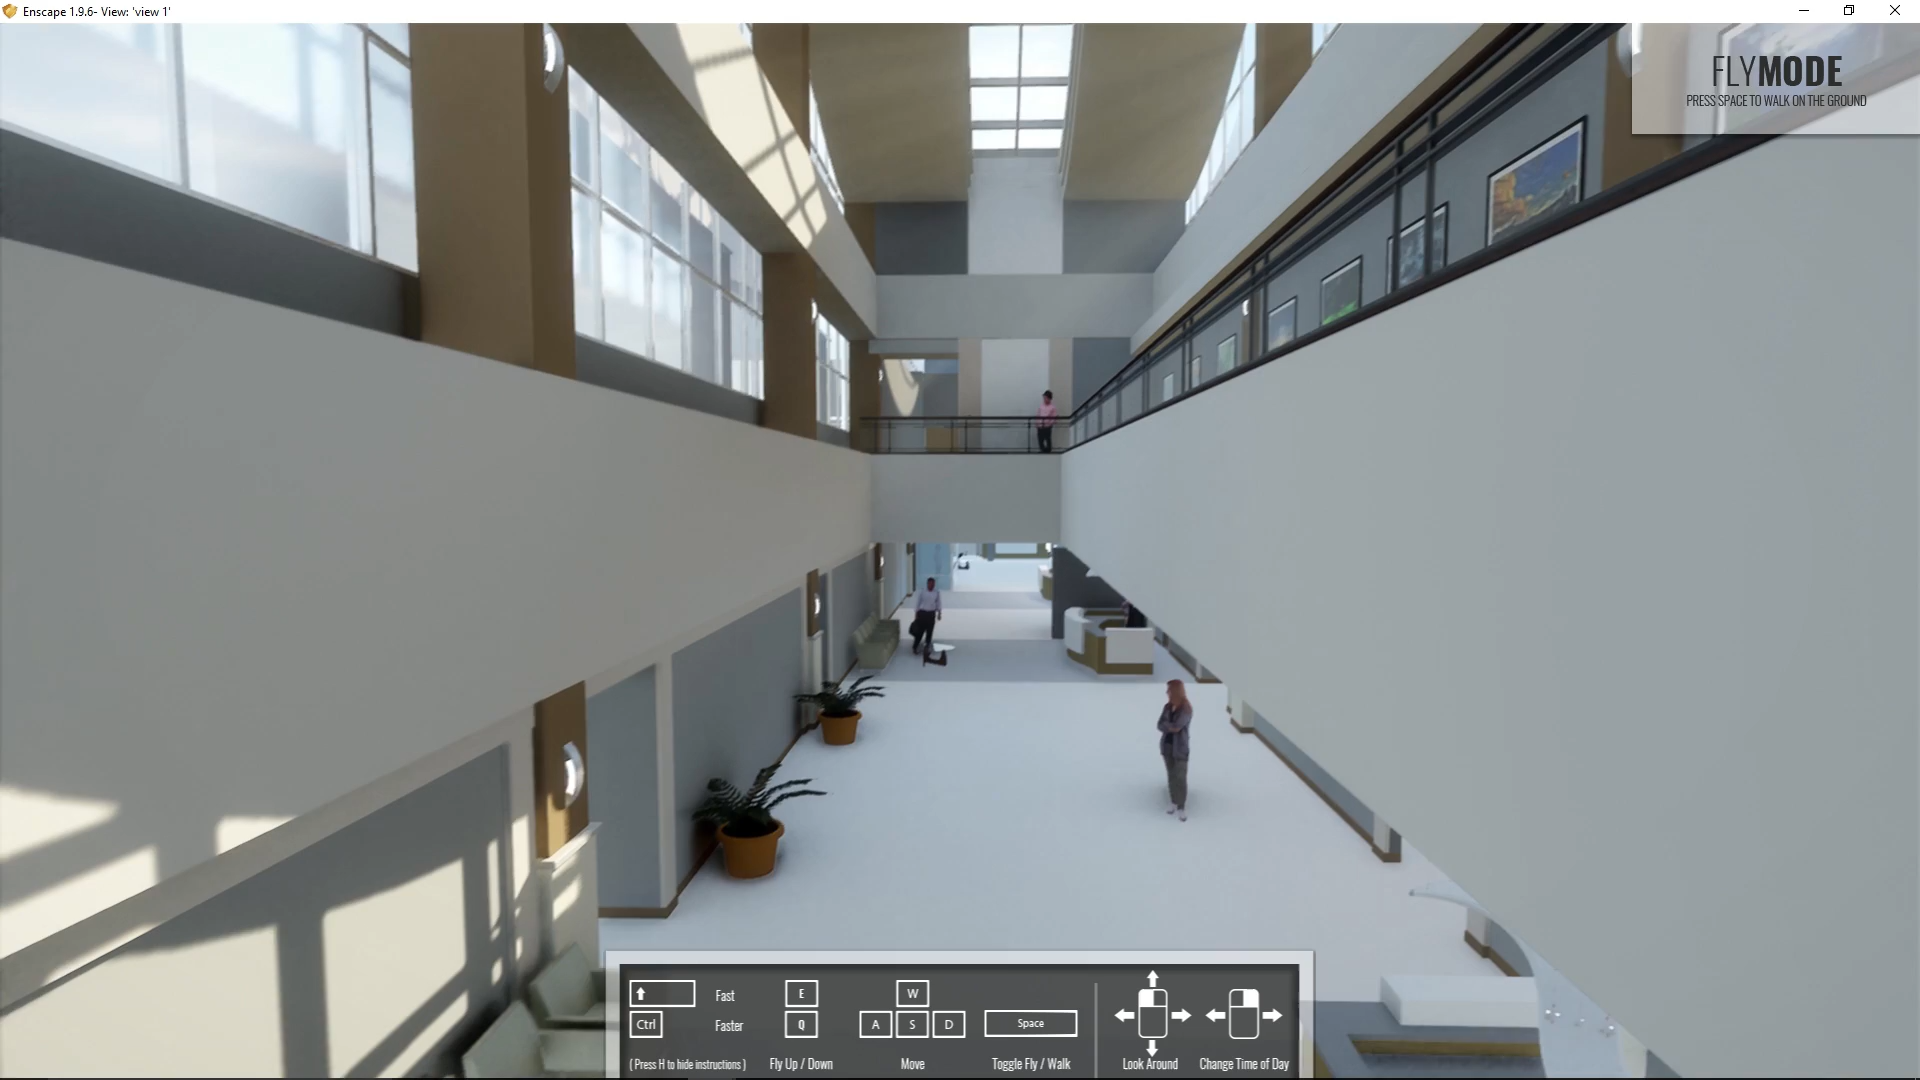 Enscape 1.9.6- View: 'view 1'
FLYMODE
PRESS SPACE TO WALK ON THE GROUND
Fast
E
W
Ctrl
Faster
Q
A
S
D
Space
( Press H to hide instructions )
Fly Up / Down
Move
Toggle Fly / Walk
Look Around
Change Time of Day